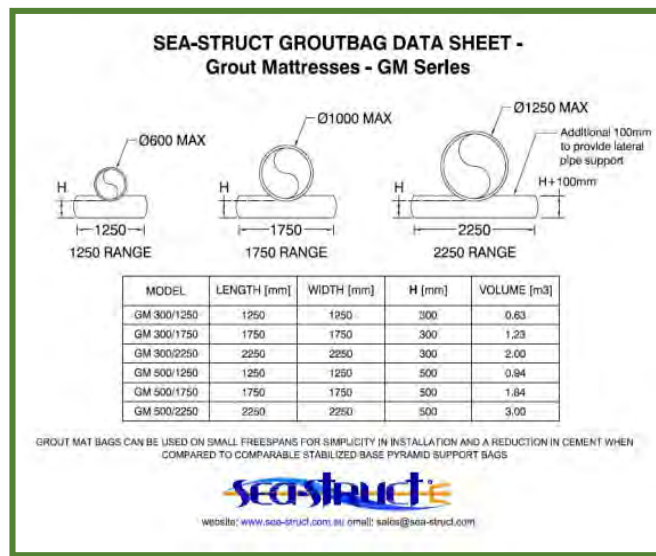 SEA-STRUCT GROUTBAG DATA SHEET -
Grout Mattresses - GM Series
Ø600 MAX
Ø1000 MAX
Ø1250 MAX
Additional 100mm
to provide lateral
pipe support
H
H
H
H+100mm
1250
1750
2250
1250 RANGE
1750 RANGE
2250 RANGE
MODEL LENGTH [mm] WIDTH [mm] H [mm] VOLUME [m3]
GM 300/1250 1250 1250 300 0.63
GM 300/1750 1750 1750 300 1.23
GM 300/2250 2250 2250 300 2.00
GM 500/1250 1250 1250 500 0.94
GM 500/1750 1750 1750 500 1.84
GM 500/2250 2250 2250 500 3.00
GROUT MAT BAGS CAN BE USED ON SMALL FREESPANS FOR SIMPLICITY IN INSTALLATION AND A REDUCTION IN CEMENT WHEN
COMPARED TO COMPARABLE STABILIZED BASE PYRAMID SUPPORT BAGS
SEA-STRUCT
website: www.sea-struct.com.au email: sales@sea-struct.com